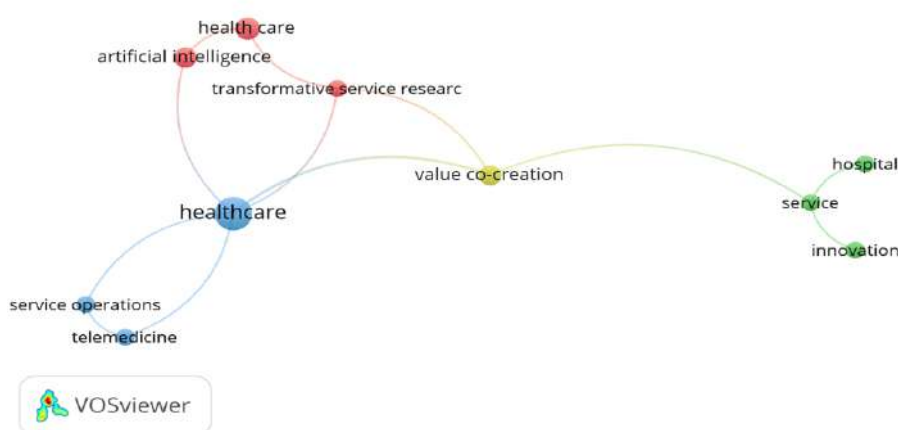 health care
artificial intelligence
transformative service researc
value co-creation
hospital
service
innovation
healthcare
service operations
telemedicine
VOSviewer